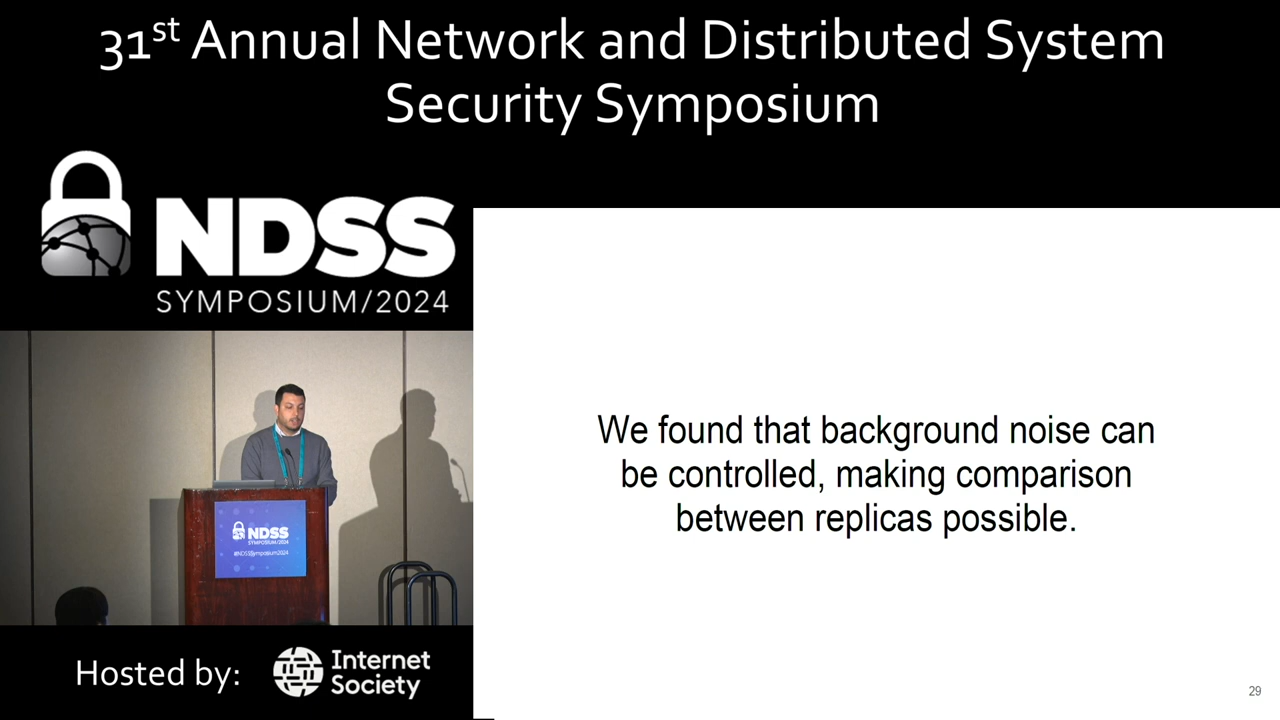 31st Annual Network and Distributed System
Security Symposium
NDSS
SYMPOSIUM/2024
We found that background noise can
be controlled, making comparison
between replicas possible.
NDSS
SYMPOSIUM/2024
#NDSSSymposium2024
Hosted by:
Internet
Society
29